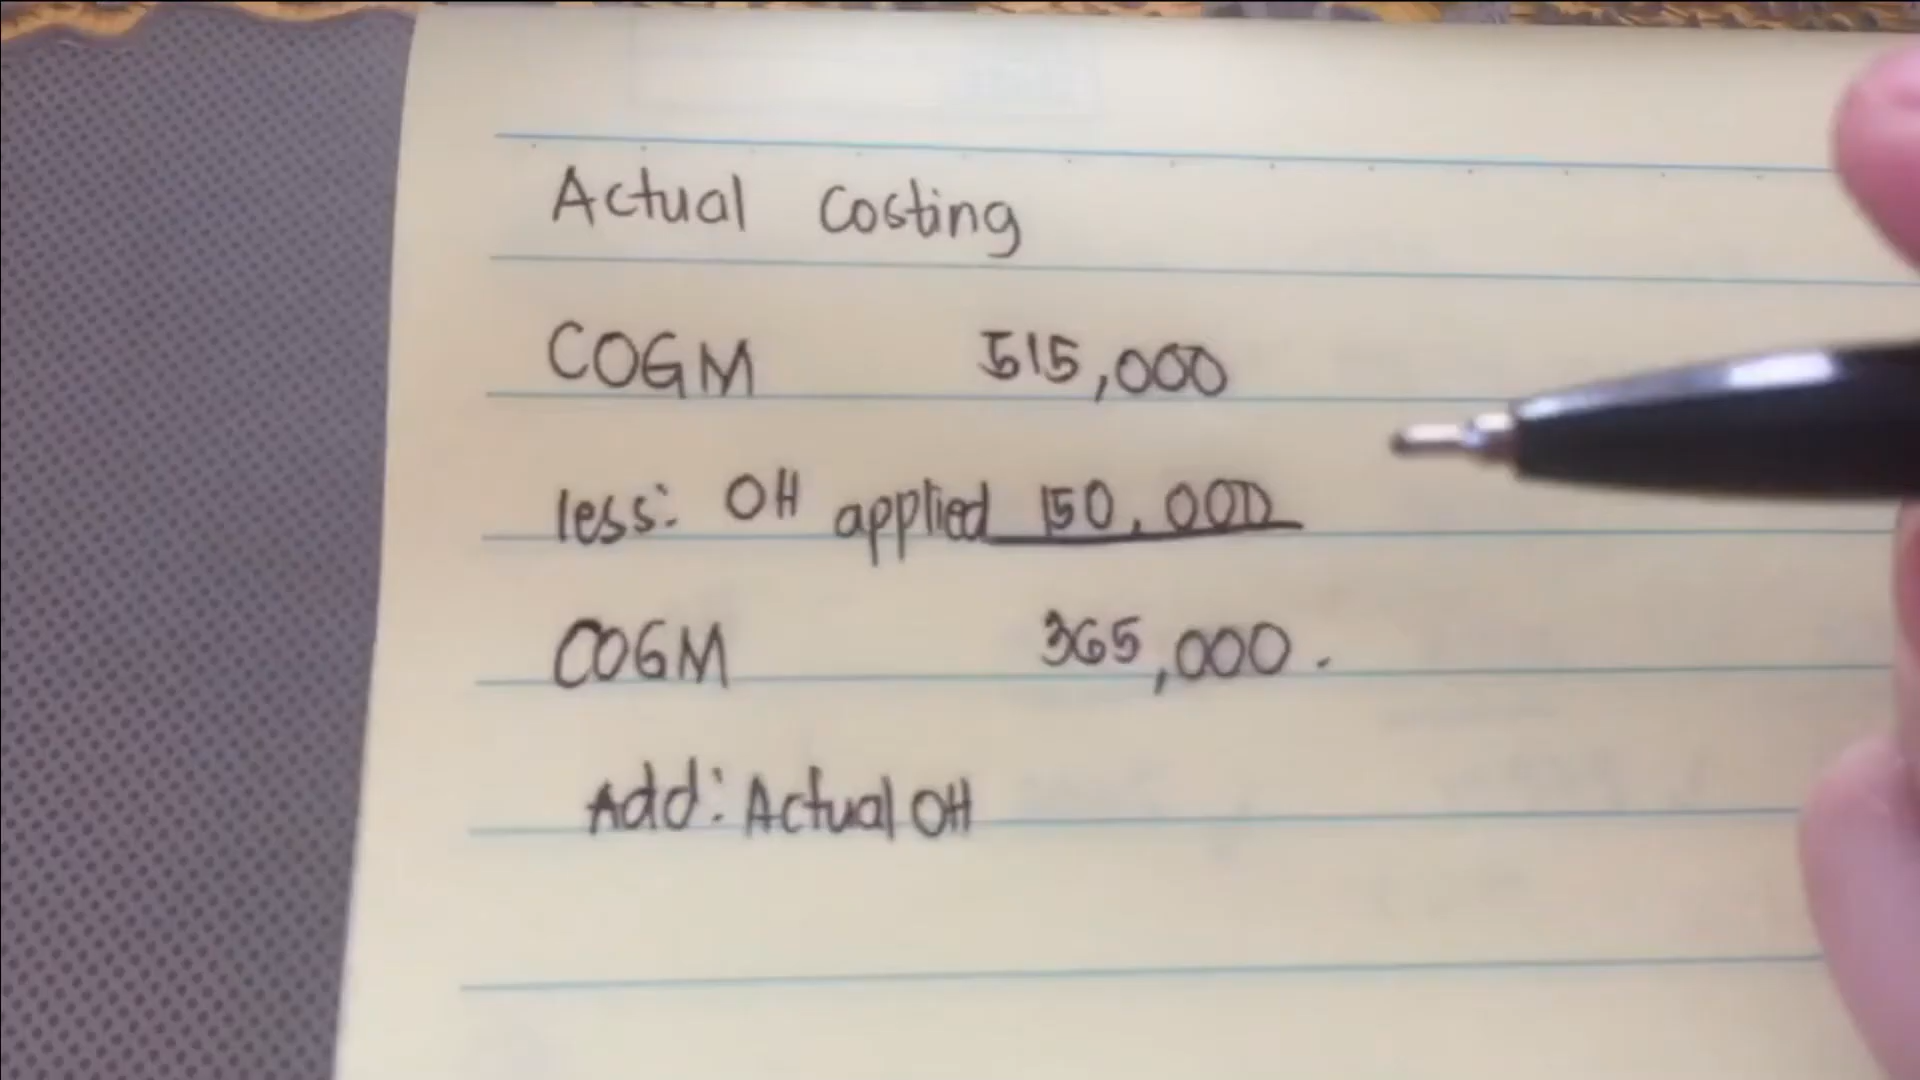 Actual Costing
COGM 515,000
less: OH applied 150,000
COGM 365,000.
Add: Actual OH